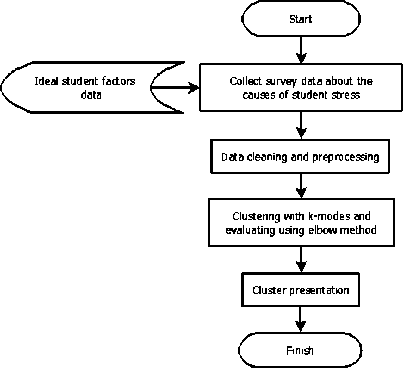 Start
Ideal student factors
data
Collect survey data about the
causes of student stress
Data cleaning and preprocessing
Clustering with k-modes and
evaluating using elbow method
Cluster presentation
Finish